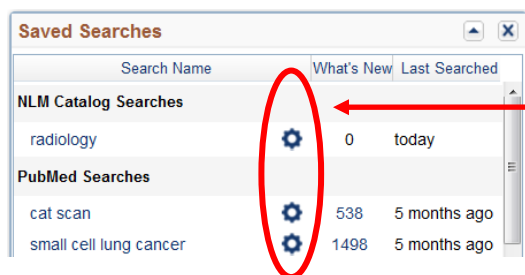 Saved Searches
Search Name What's New Last Searched
NLM Catalog Searches
radiology 0 today
PubMed Searches
cat scan 538 5 months ago
small cell lung cancer 1498 5 months ago